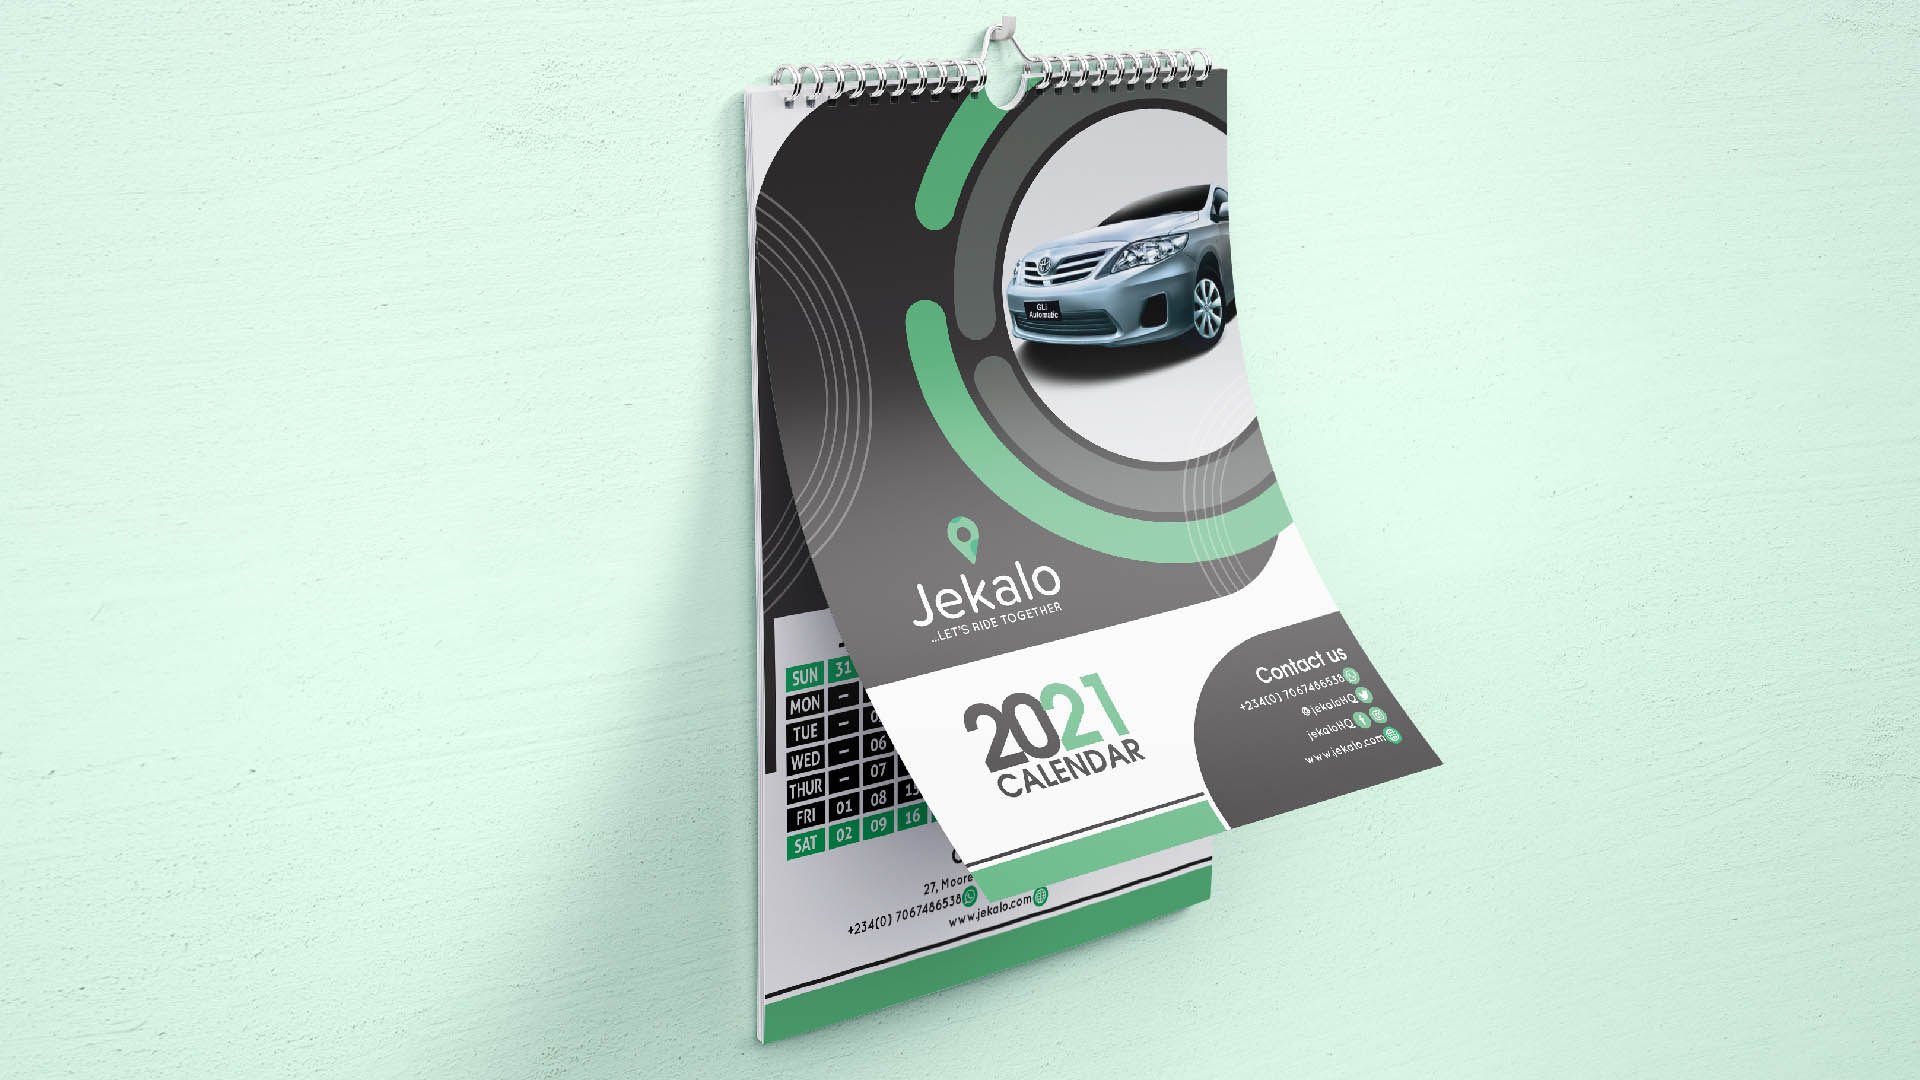 GLi
Automatic
Jekalo
...LET'S RIDE TOGETHER
2021
CALENDAR
Contact us
+234(0) 7067486538
@jekaloHQ
jekaloHQ
www.jekalo.com
SUN 31
MON –
TUE –
WED – 06
THUR – 07
FRI 01 08 15
SAT 02 09 16
27, Moore
+234(0) 7067486538
www.jekalo.com